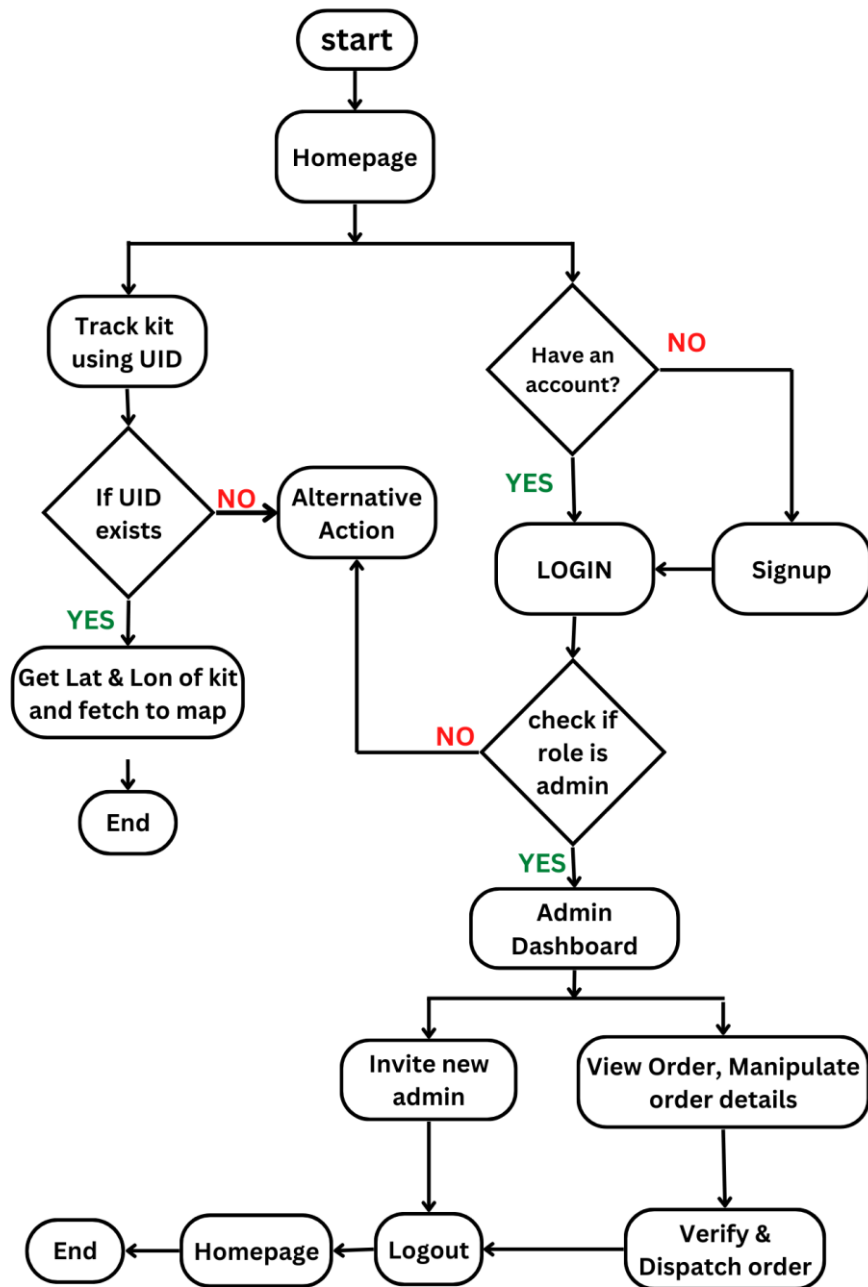 start
Homepage
Track kit
using UID
Have an
account?
NO
If UID
exists
NO
Alternative
Action
YES
LOGIN
Signup
YES
Get Lat & Lon of kit
and fetch to map
check if
role is
admin
NO
End
YES
Admin
Dashboard
Invite new
admin
View Order, Manipulate
order details
End
Homepage
Logout
Verify &
Dispatch order